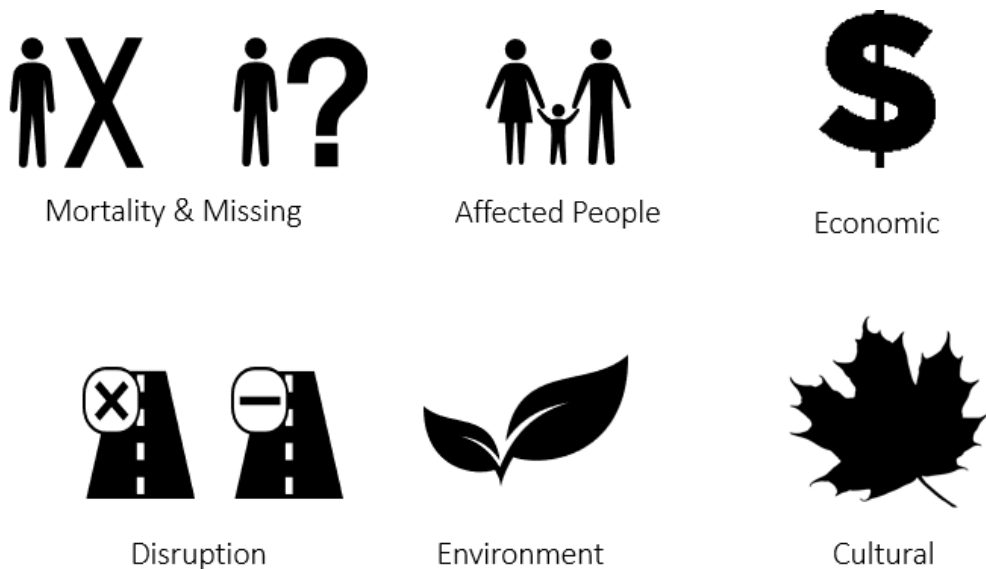 Mortality & Missing
Affected People
Economic
Disruption
Environment
Cultural